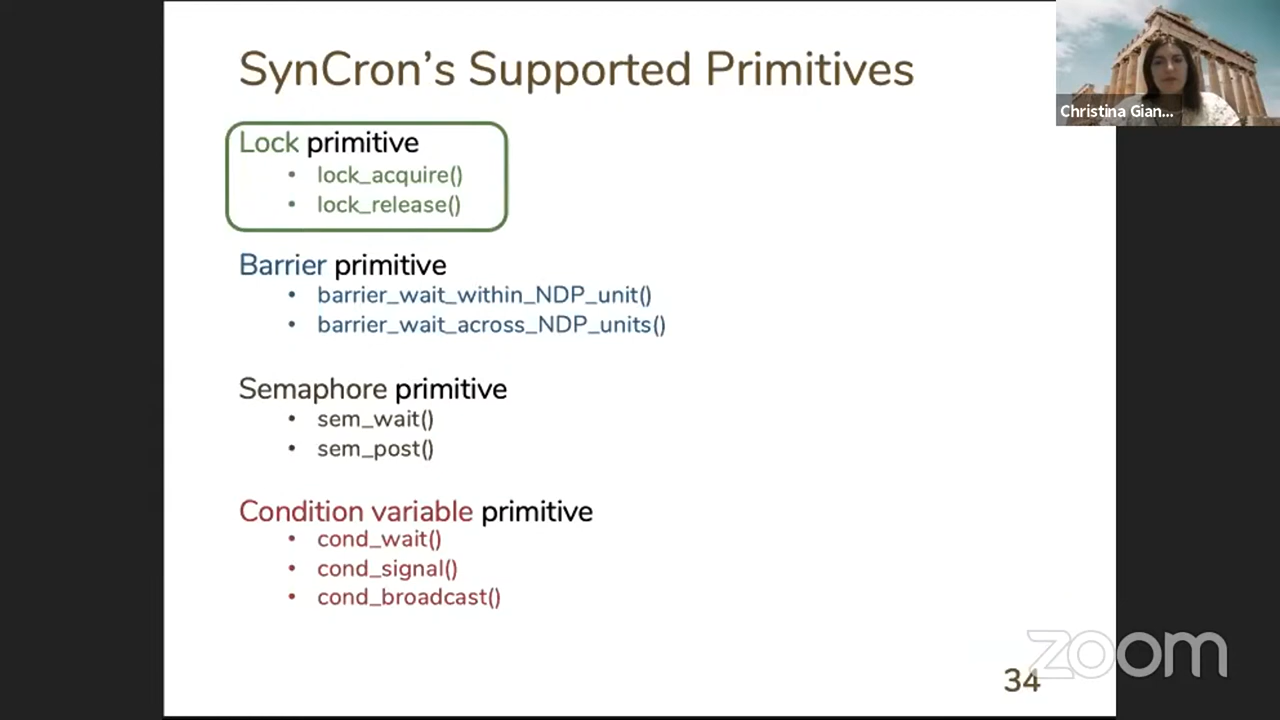 SynCron's Supported Primitives
Christina Gian...
Lock primitive
• lock_acquire()
• lock_release()
Barrier primitive
• barrier_wait_within_NDP_unit()
• barrier_wait_across_NDP_units()
Semaphore primitive
• sem_wait()
• sem_post()
Condition variable primitive
• cond_wait()
• cond_signal()
• cond_broadcast()
zoom
34